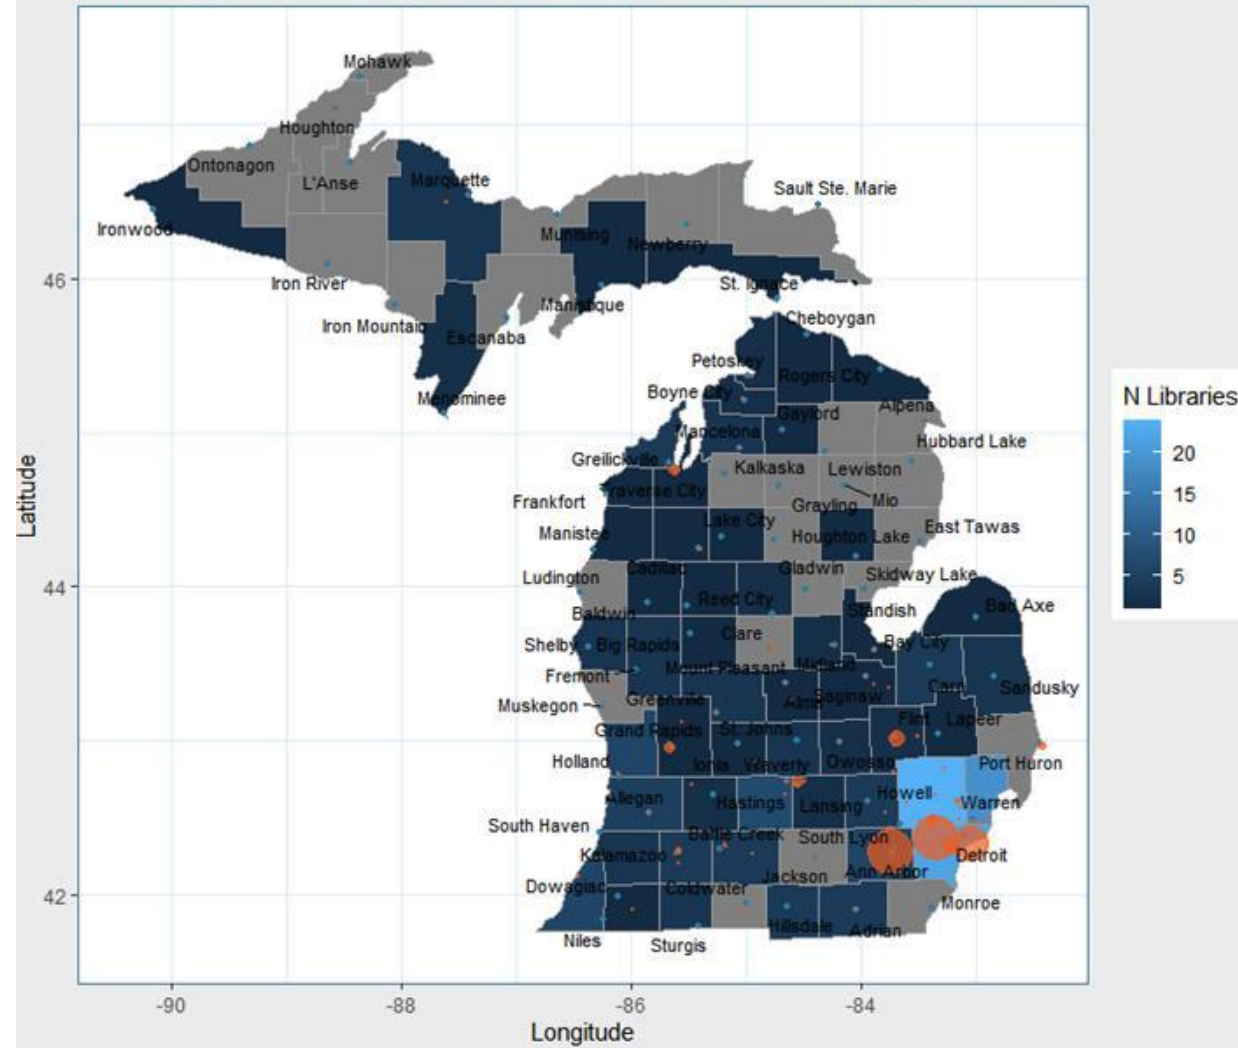 Mohawk
Houghton
Ontonagon
L'Anse
Marquette
Sault Ste. Marie
Ironwood
Munising
Newberry
46
Iron River
St. Ignace
Manistique
Iron Mountain
Cheboygan
Escanaba
Petoskey
Rogers City
Boyne City
Menominee
Gaylord
Alpena
Mancelona
Hubbard Lake
Greilickville
Kalkaska
Lewiston
Traverse City
Frankfort
Grayling
Mio
Lake City
East Tawas
Manistee
Houghton Lake
Cadillac
Gladwin
Ludington
Skidway Lake
44
Reed City
Baldwin
Standish
Bad Axe
Clare
Shelby
Big Rapids
Bay City
Mount Pleasant
Midland
Fremont
Caro
Sandusky
Greenville
Alma
Saginaw
Muskegon
Flint
Lapeer
Grand Rapids
St. Johns
Holland
Ionia
Waverly
Owosso
Port Huron
Allegan
Hastings
Lansing
Howell
Warren
South Haven
Battle Creek
South Lyon
Kalamazoo
Detroit
Ann Arbor
Jackson
Dowagiac
Coldwater
42
Monroe
Hillsdale
Adrian
Niles
Sturgis
-90
-88
-86
-84
Longitude
Latitude
N Libraries
20
15
10
5